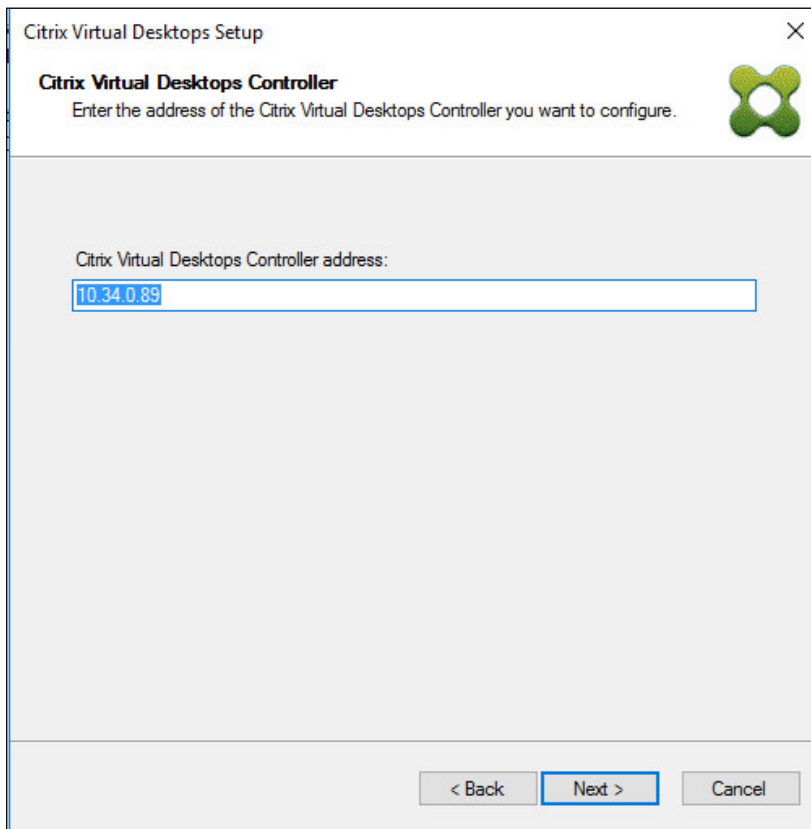 Citrix Virtual Desktops Setup
Citrix Virtual Desktops Controller
Enter the address of the Citrix Virtual Desktops Controller you want to configure.
Citrix Virtual Desktops Controller address:
10.34.0.89
< Back Next > Cancel